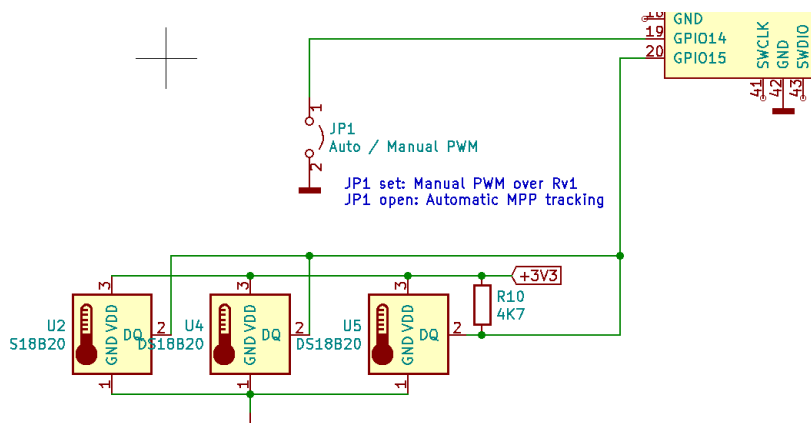 18
GND
19
GPIO14
20
GPIO15
SWCLK
GND
SWDIO
41
42
43
1
JP1
Auto / Manual PWM
2
JP1 set: Manual PWM over Rv1
JP1 open: Automatic MPP tracking
+3V3
3
3
3
R10
4K7
U2
S18B20
VDD
GND
DQ
2
U4
DS18B20
VDD
GND
DQ
2
U5
DS18B20
VDD
GND
DQ
2
1
1
1